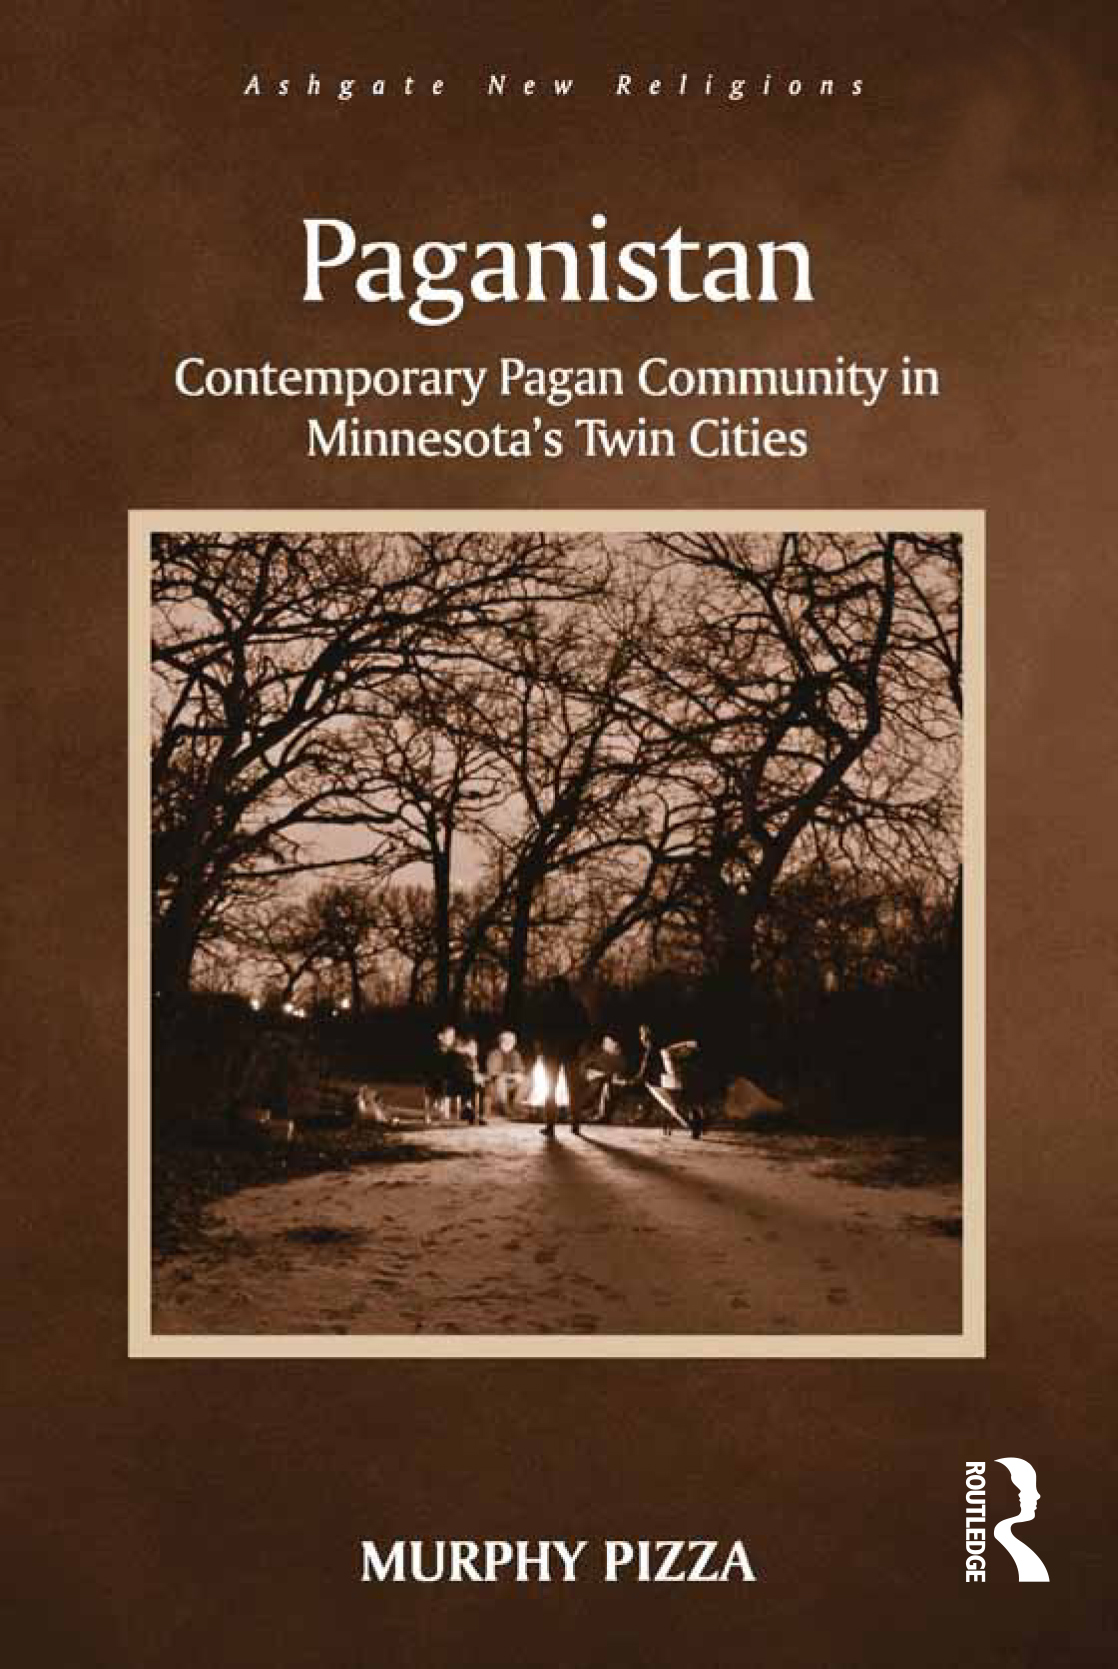 Ashgate New Religions
Paganistan
Contemporary Pagan Community in
Minnesota's Twin Cities
MURPHY PIZZA
ROUTLEDGE